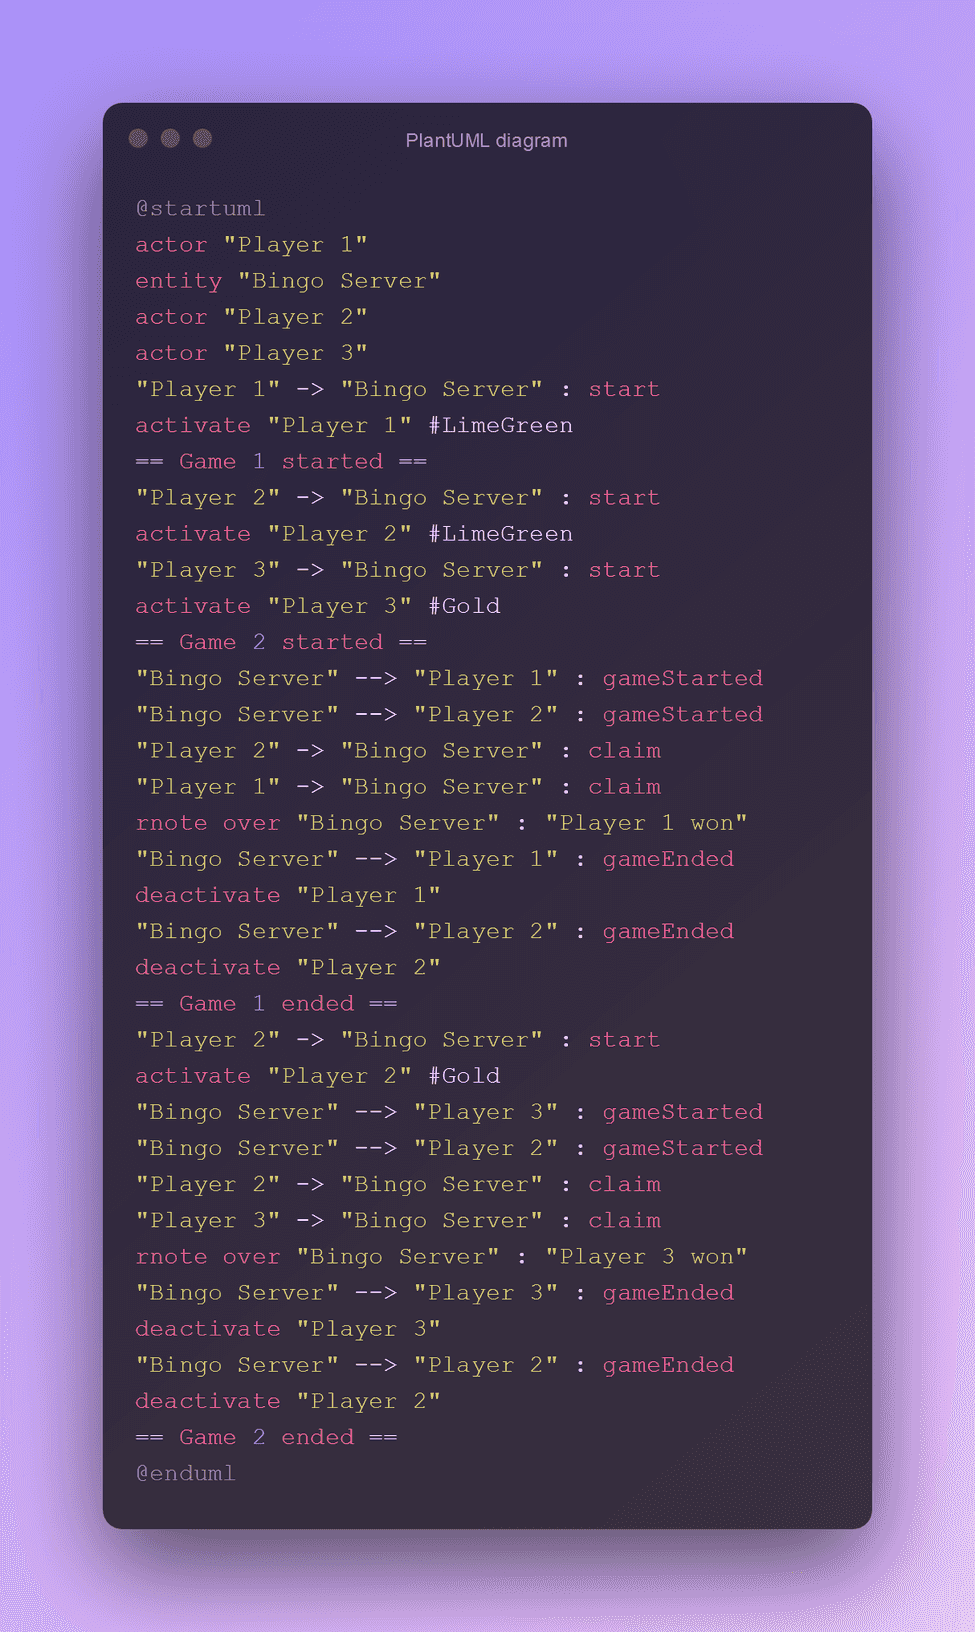 PlantUML diagram
@startuml
actor "Player 1"
entity "Bingo Server"
actor "Player 2"
actor "Player 3"
"Player 1" -> "Bingo Server" : start
activate "Player 1" #LimeGreen
== Game 1 started ==
"Player 2" -> "Bingo Server" : start
activate "Player 2" #LimeGreen
"Player 3" -> "Bingo Server" : start
activate "Player 3" #Gold
== Game 2 started ==
"Bingo Server" --> "Player 1" : gameStarted
"Bingo Server" --> "Player 2" : gameStarted
"Player 2" -> "Bingo Server" : claim
"Player 1" -> "Bingo Server" : claim
rnote over "Bingo Server" : "Player 1 won"
"Bingo Server" --> "Player 1" : gameEnded
deactivate "Player 1"
"Bingo Server" --> "Player 2" : gameEnded
deactivate "Player 2"
== Game 1 ended ==
"Player 2" -> "Bingo Server" : start
activate "Player 2" #Gold
"Bingo Server" --> "Player 3" : gameStarted
"Bingo Server" --> "Player 2" : gameStarted
"Player 2" -> "Bingo Server" : claim
"Player 3" -> "Bingo Server" : claim
rnote over "Bingo Server" : "Player 3 won"
"Bingo Server" --> "Player 3" : gameEnded
deactivate "Player 3"
"Bingo Server" --> "Player 2" : gameEnded
deactivate "Player 2"
== Game 2 ended ==
@enduml